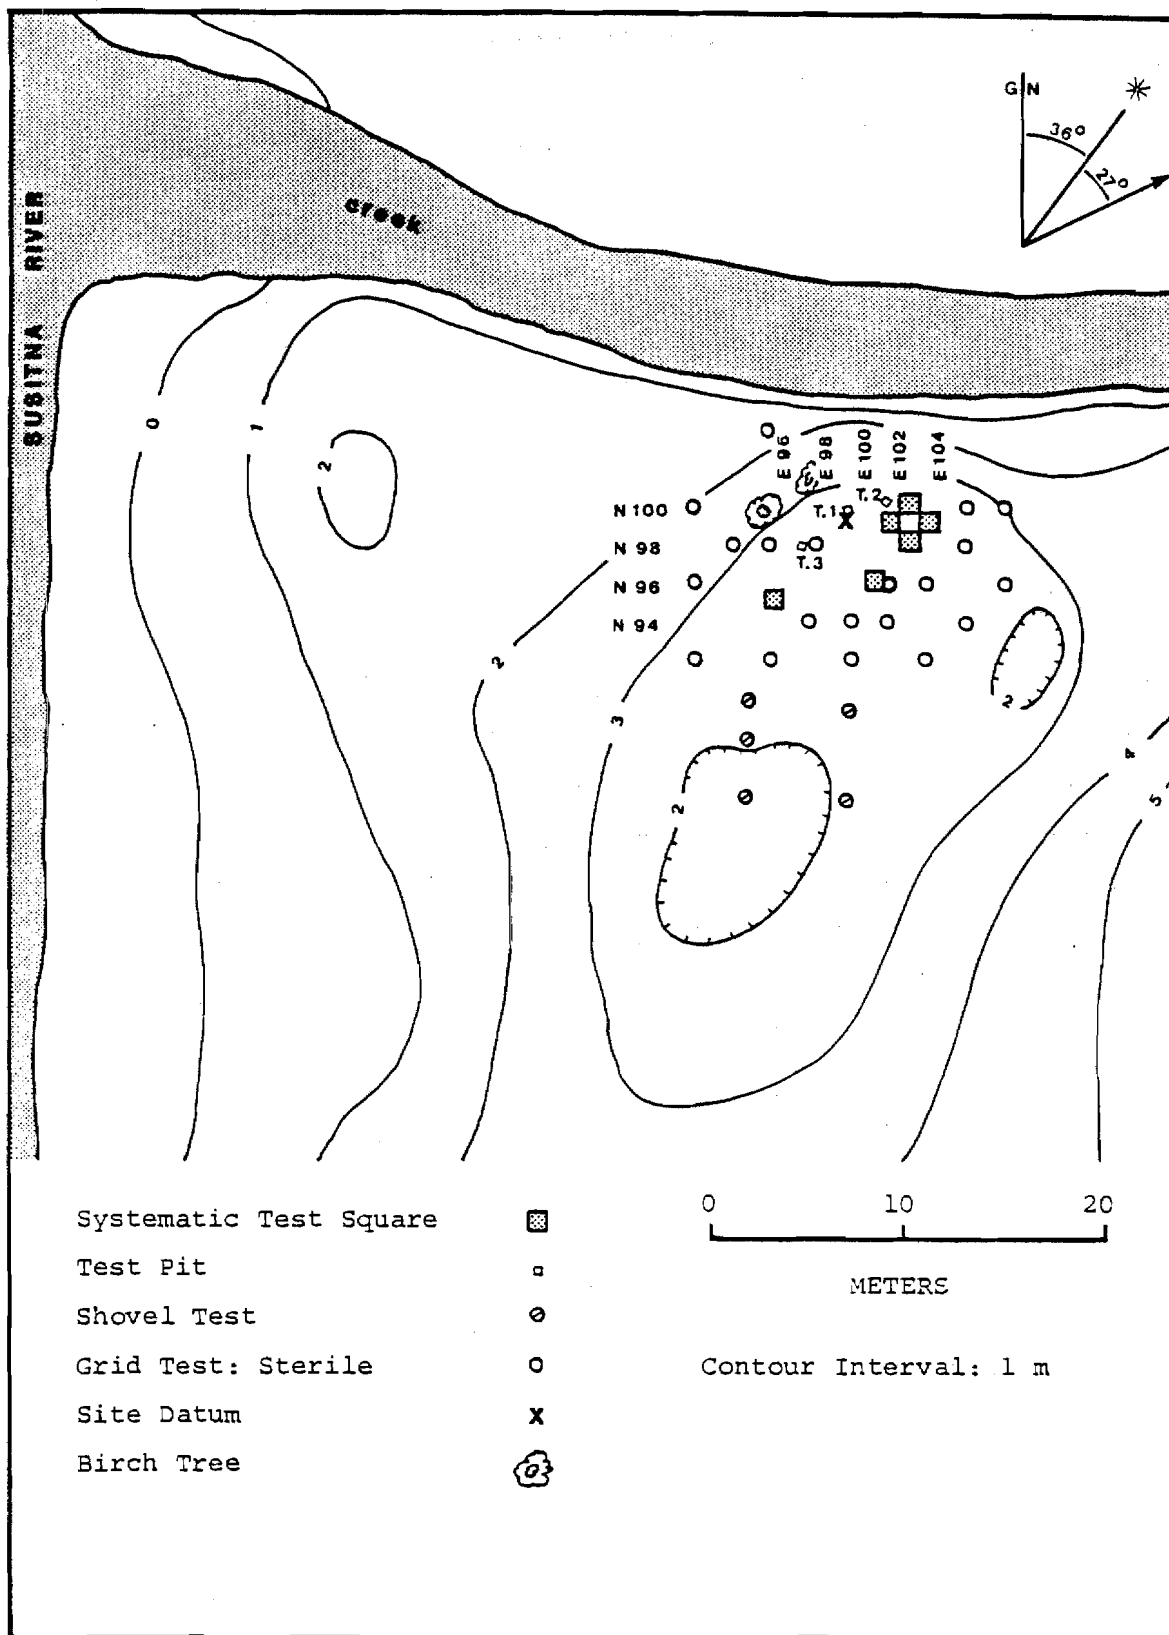 G N
36°
27°
creek
SUSITNA RIVER
0
1
2
E 96
E 98
E 100
E 102
E 104
N 100
T.1
T.2
N 98
T.3
N 96
N 94
2
3
2
2
4
5
Systematic Test Square
Test Pit
Shovel Test
Grid Test: Sterile
Site Datum
X
Birch Tree
0 10 20
METERS
Contour Interval: 1 m